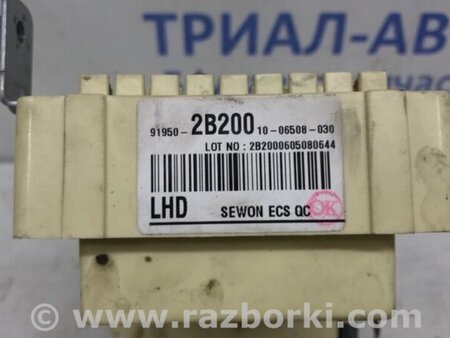 ТРИАЛ-АВ
91950-2B200 10-06508-030
LOT NO : 2B2000605080644
LHD SEWON ECS QC OK
© www.razborki.com